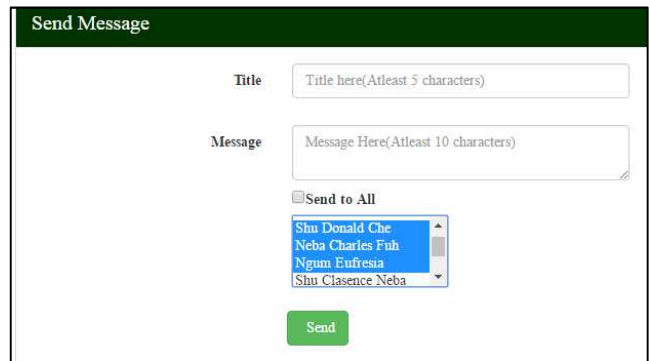 Send Message
Title
Title here(Atleast 5 characters)
Message
Message Here(Atleast 10 characters)
Send to All
Shu Donald Che
Neba Charles Fuh
Ngum Eufresia
Shu Clasence Neba
Send